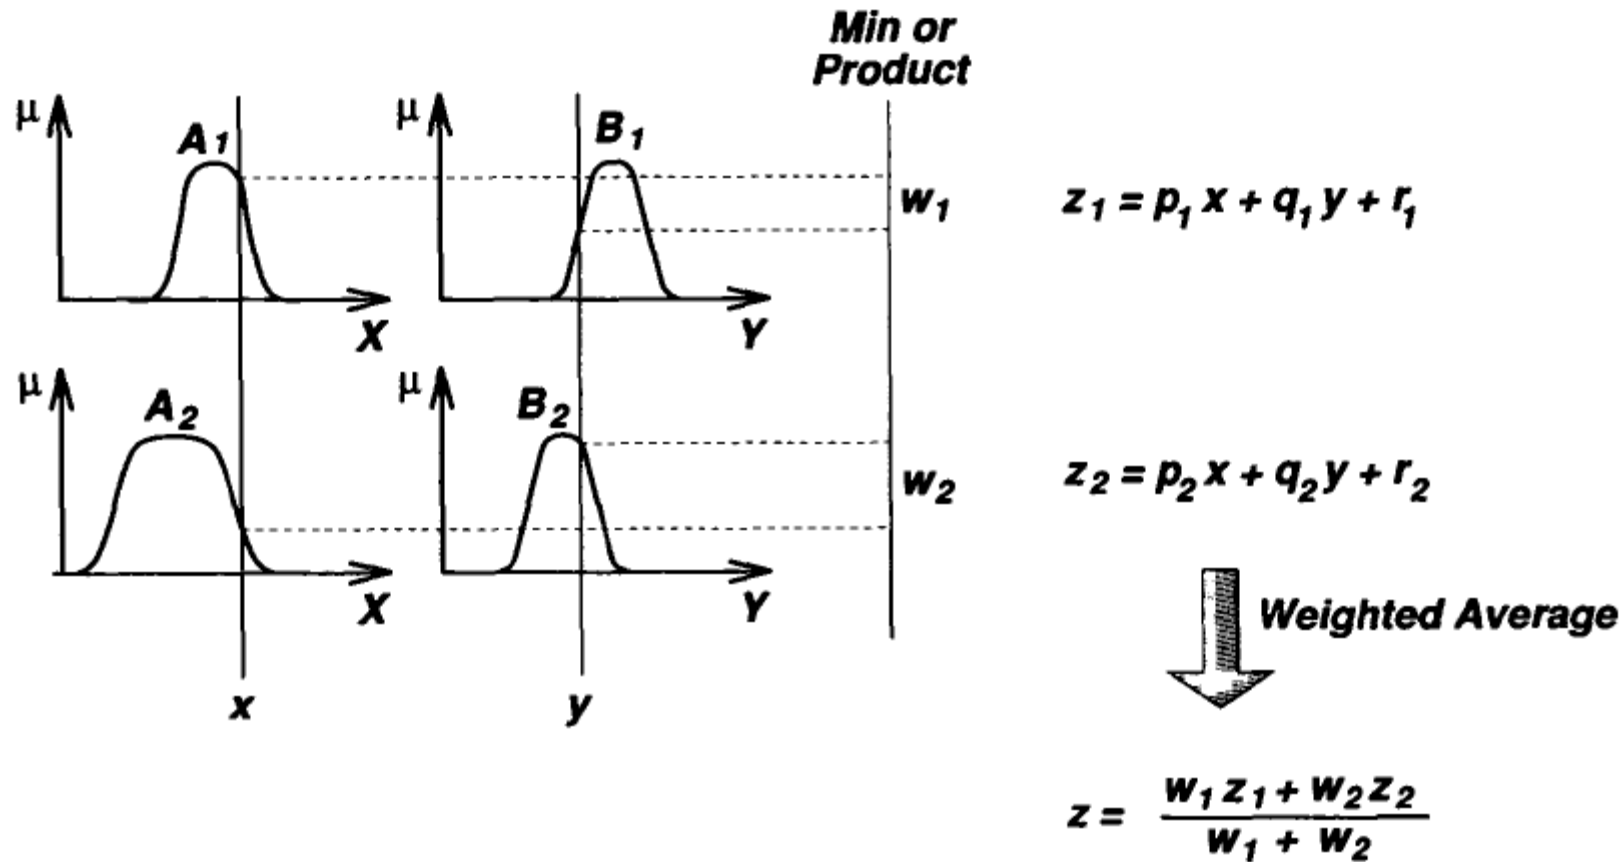 Min or
Product
μ
A1
μ
B1
w1
z1 = p1 x + q1 y + r1
X
Y
μ
A2
μ
B2
w2
z2 = p2 x + q2 y + r2
X
Y
Weighted Average
x
y
z = w1 z1 + w2 z2
w1 + w2